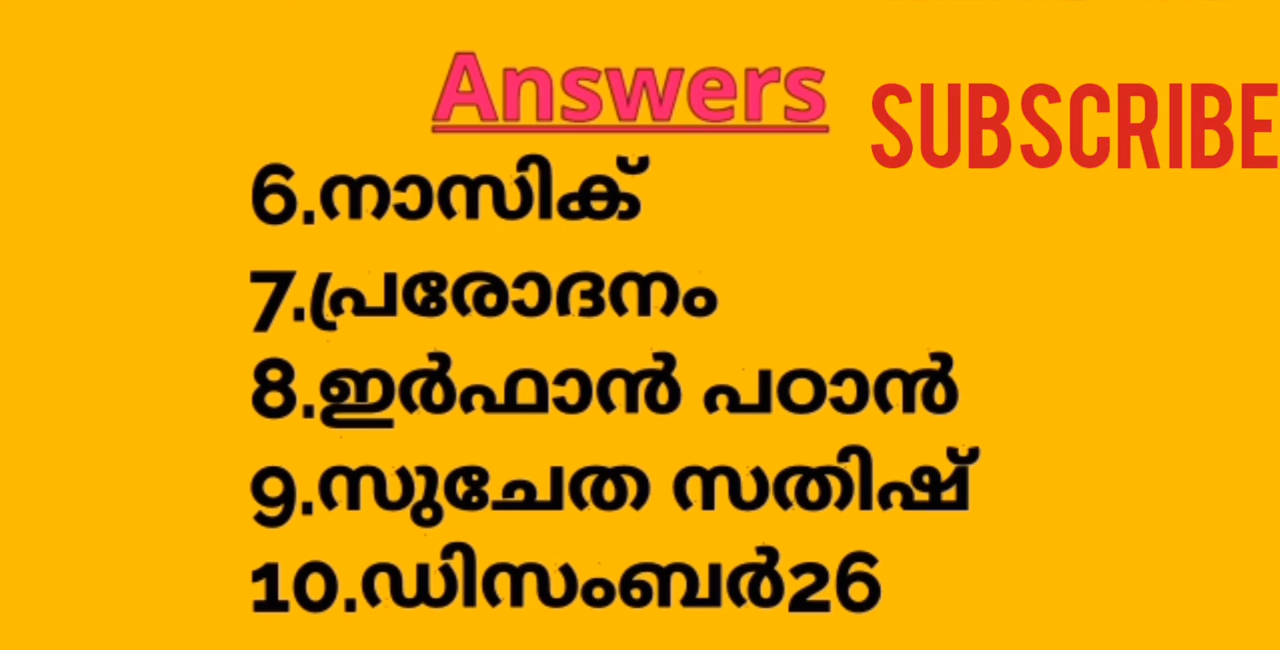 Answers
SUBSCRIBE
6.നാസിക്
7.പ്രരോദനം
8.ഇർഫാൻ പഠാൻ
9.സുചേത സതിഷ്
10.ഡിസംബർ26